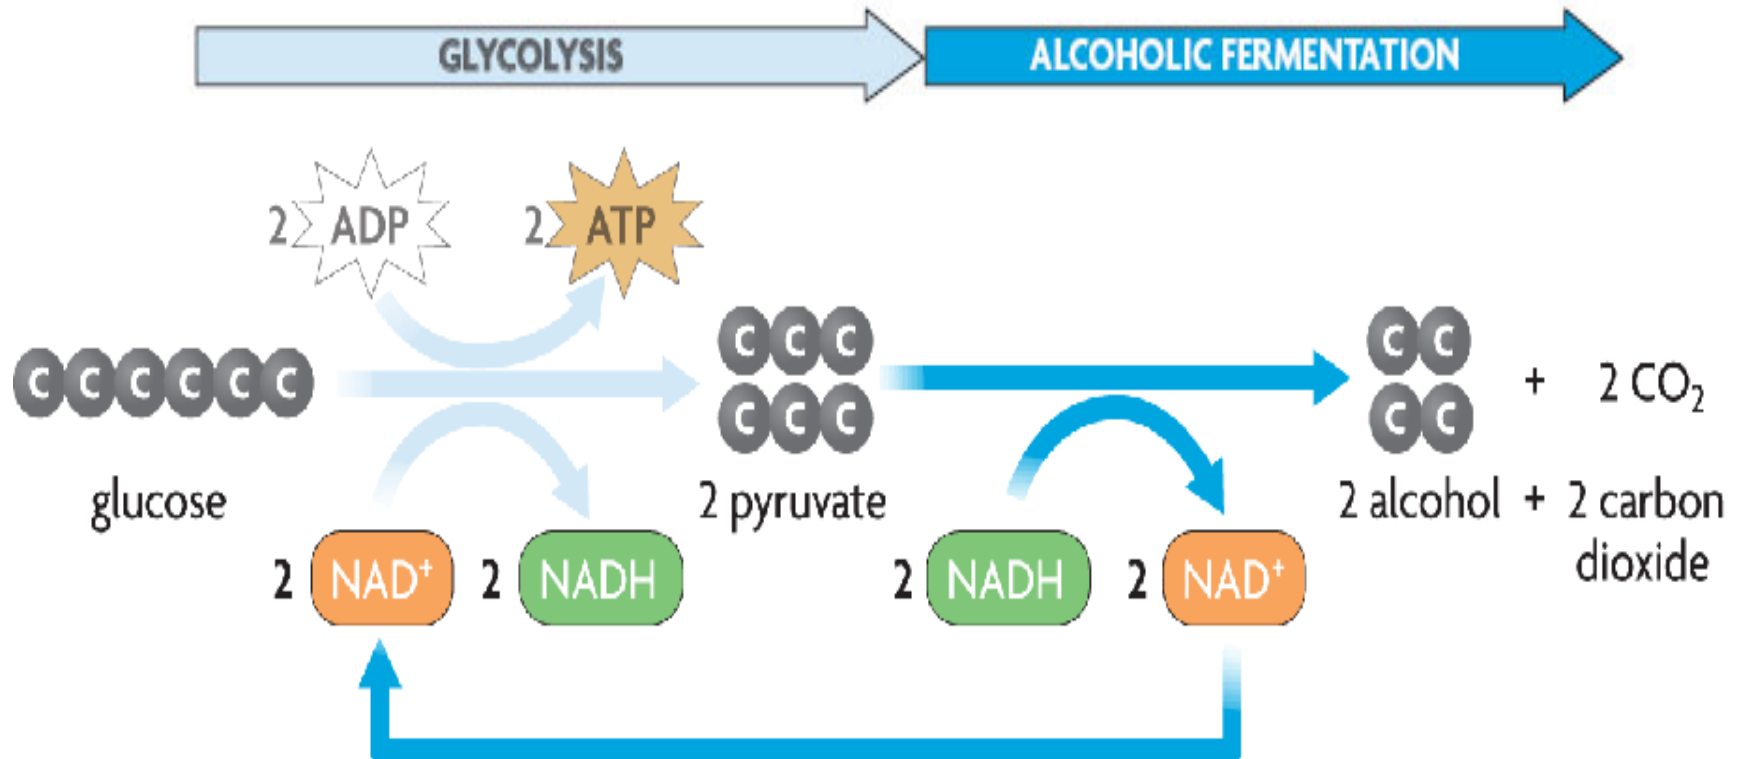 GLYCOLYSIS
ALCOHOLIC FERMENTATION
2 ADP
2 ATP
C C C C C C
C C C
C C C
C C
C C
+ 2 CO₂
glucose
2 pyruvate
2 alcohol + 2 carbon
dioxide
2 NAD⁺
2 NADH
2 NADH
2 NAD⁺